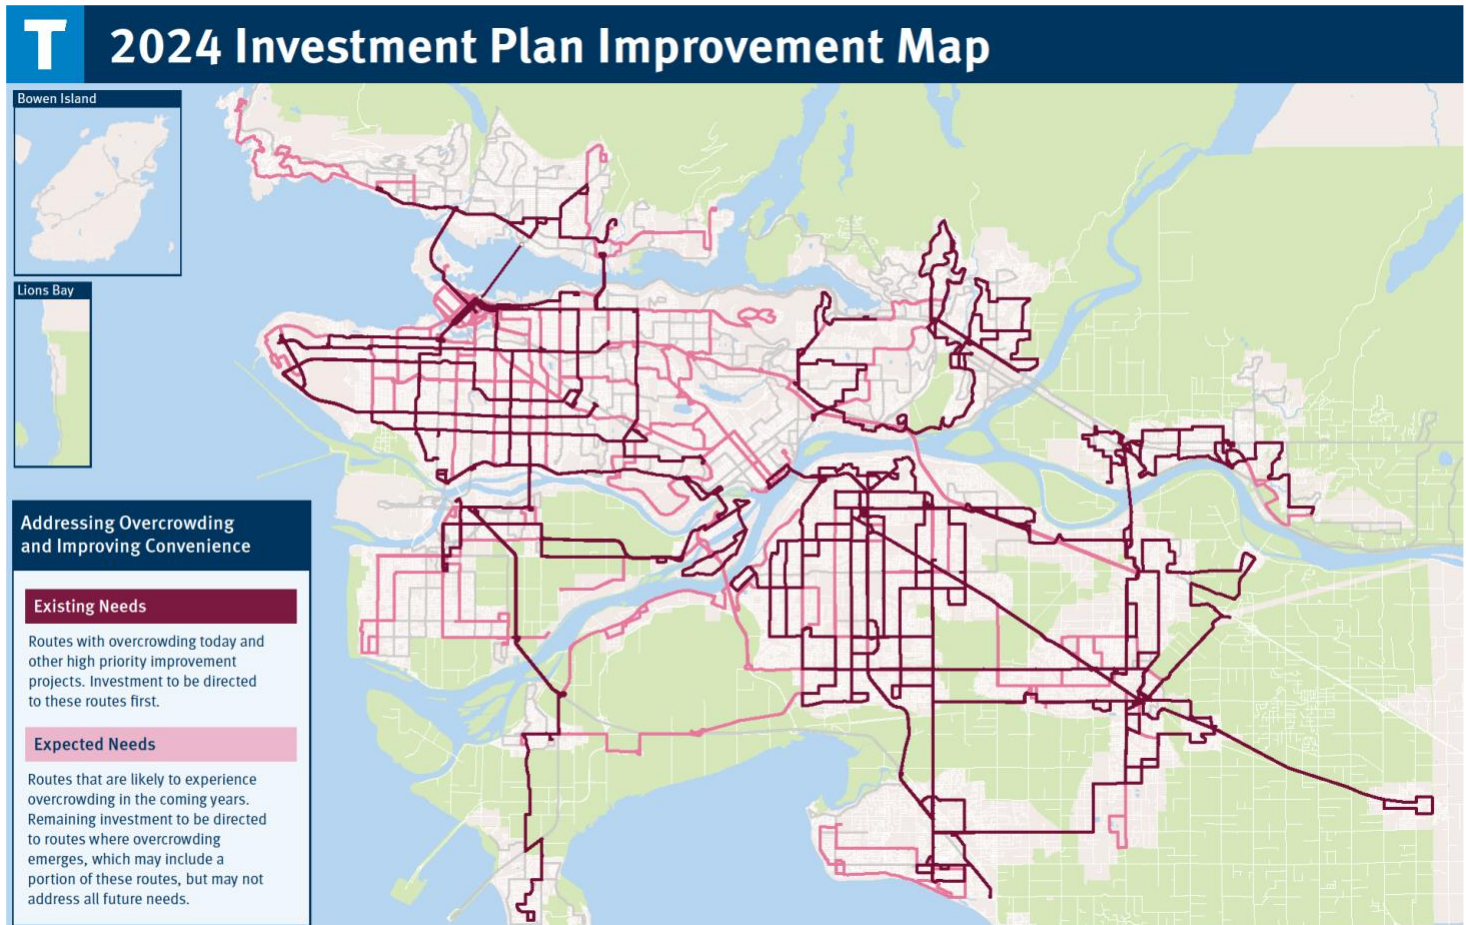 T
2024 Investment Plan Improvement Map
Bowen Island
Lions Bay
Addressing Overcrowding
and Improving Convenience
Existing Needs
Routes with overcrowding today and
other high priority improvement
projects. Investment to be directed
to these routes first.
Expected Needs
Routes that are likely to experience
overcrowding in the coming years.
Remaining investment to be directed
to routes where overcrowding
emerges, which may include a
portion of these routes, but may not
address all future needs.